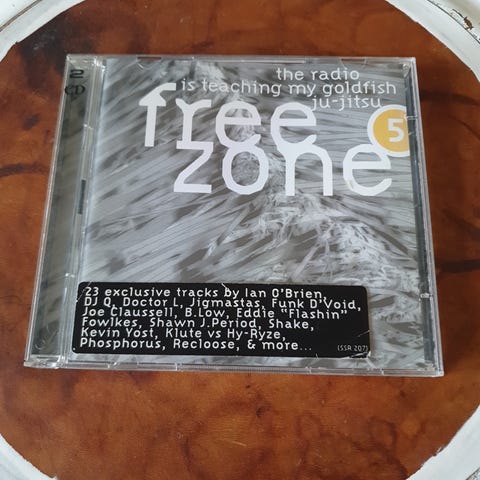 2
CD
the radio
is teaching my goldfish
ju-jitsu
free
5
zone
23 exclusive tracks by Ian O'Brien,
DJ Q, Doctor L, Jigmastas, Funk D'Void,
Joe Claussell, B.Low, Eddie "Flashin"
Fowlkes, Shawn J.Period, Shake,
Kevin Yost, Klute vs Hy-Ryze,
Phosphorus, Recloose, & more...
(SSR 207)